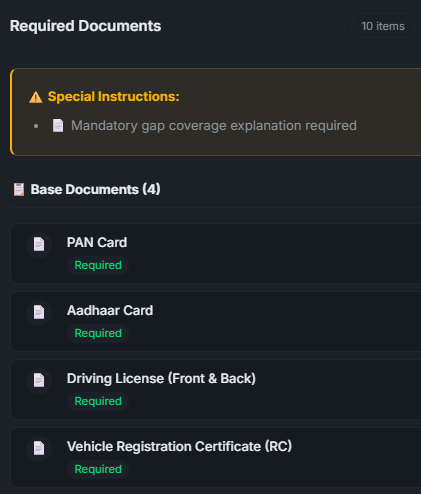 Required Documents
10 items
⚠️ Special Instructions:
• 📄 Mandatory gap coverage explanation required
📋 Base Documents (4)
PAN Card
Required
Aadhaar Card
Required
Driving License (Front & Back)
Required
Vehicle Registration Certificate (RC)
Required